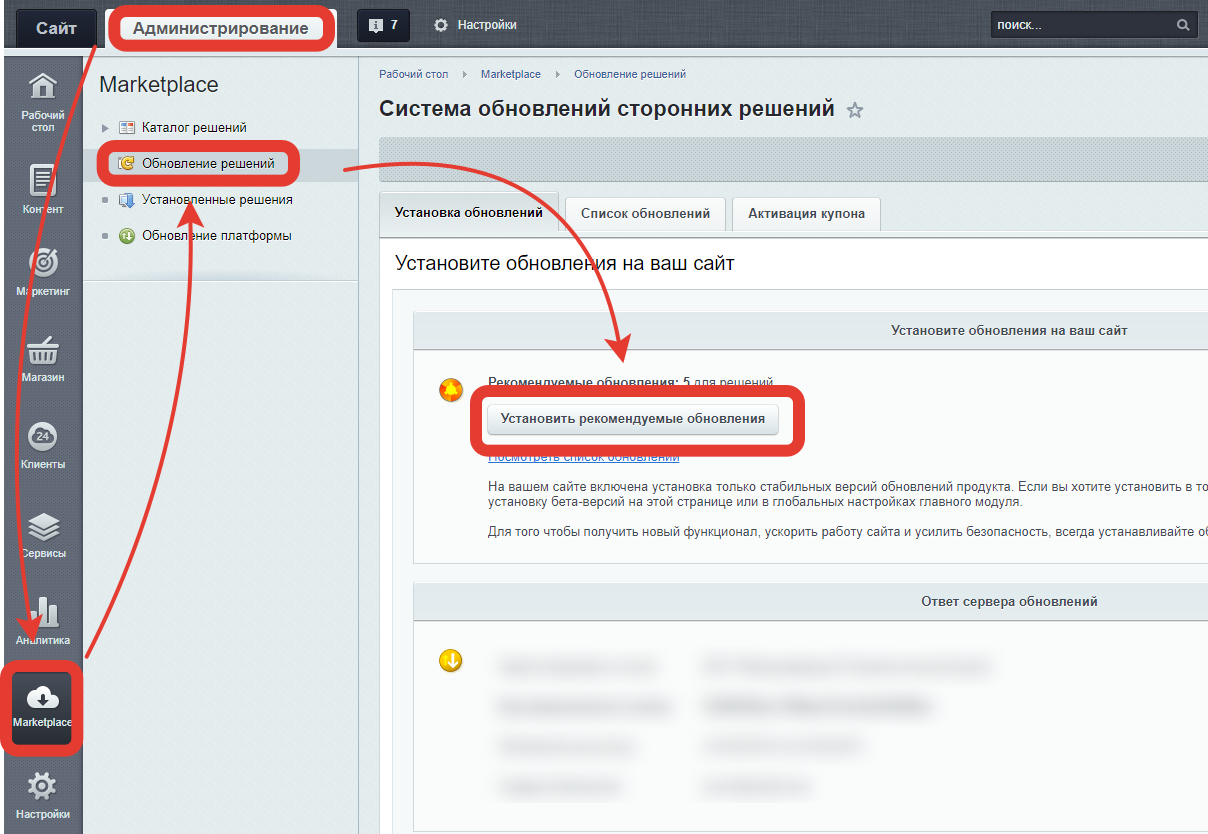 Сайт
Администрирование
7
Настройки
поиск...
Рабочий
стол
Контент
Маркетинг
Магазин
24
Клиенты
Сервисы
Аналитика
Marketplace
Настройки
Marketplace
Каталог решений
Обновление решений
Установленные решения
Обновление платформы
Рабочий стол
Marketplace
Обновление решений
Система обновлений сторонних решений
Установка обновлений
Список обновлений
Активация купона
Установите обновления на ваш сайт
Установите обновления на ваш сайт
Рекомендуемые обновления: 5 для решений
Установить рекомендуемые обновления
Посмотреть список обновлений
На вашем сайте включена установка только стабильных версий обновлений продукта. Если вы хотите установить в то
установку бета-версий на этой странице или в глобальных настройках главного модуля.
Для того чтобы получить новый функционал, ускорить работу сайта и усилить безопасность, всегда устанавливайте об
Ответ сервера обновлений